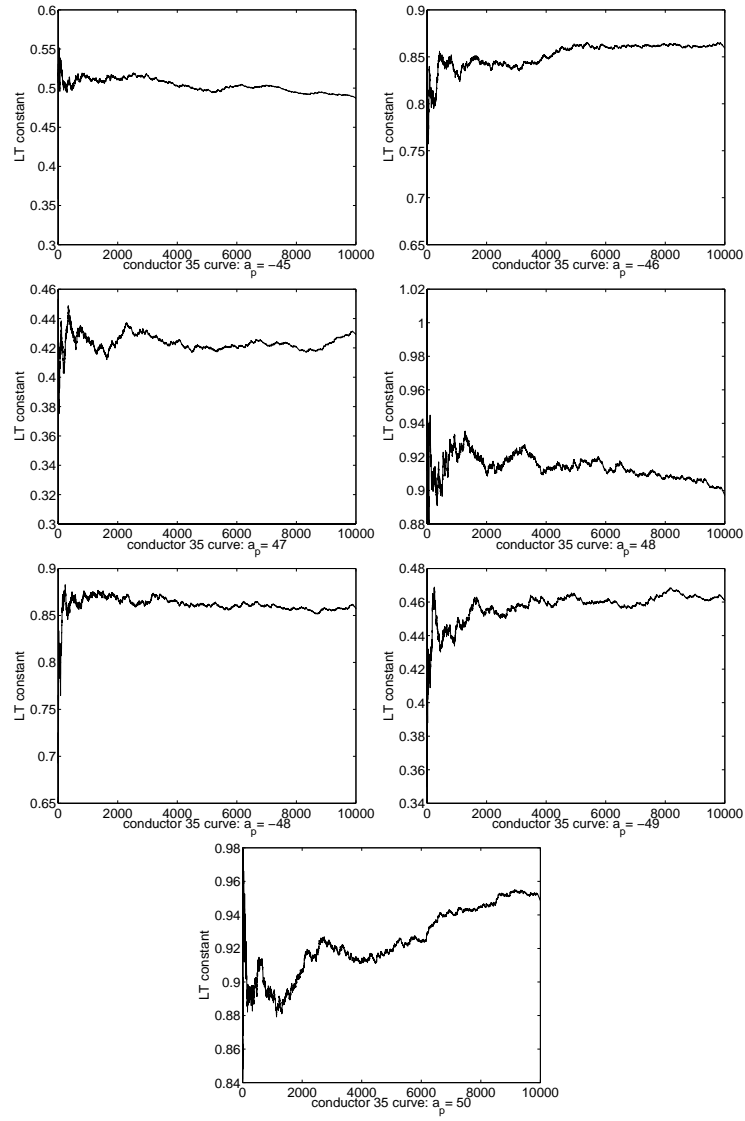 0.6
0.55
0.5
0.45
0.4
0.35
0.3
LT constant
0 2000 4000 6000 8000 10000
conductor 35 curve: a_p = −45
0.9
0.85
0.8
0.75
0.7
0.65
LT constant
0 2000 4000 6000 8000 10000
conductor 35 curve: a_p = −46
0.46
0.44
0.42
0.4
0.38
0.36
0.34
0.32
0.3
LT constant
0 2000 4000 6000 8000 10000
conductor 35 curve: a_p = 47
1.02
1
0.98
0.96
0.94
0.92
0.9
0.88
LT constant
0 2000 4000 6000 8000 10000
conductor 35 curve: a_p = 48
0.9
0.85
0.8
0.75
0.7
0.65
LT constant
0 2000 4000 6000 8000 10000
conductor 35 curve: a_p = −48
0.48
0.46
0.44
0.42
0.4
0.38
0.36
0.34
LT constant
0 2000 4000 6000 8000 10000
conductor 35 curve: a_p = −49
0.98
0.96
0.94
0.92
0.9
0.88
0.86
0.84
LT constant
0 2000 4000 6000 8000 10000
conductor 35 curve: a_p = 50